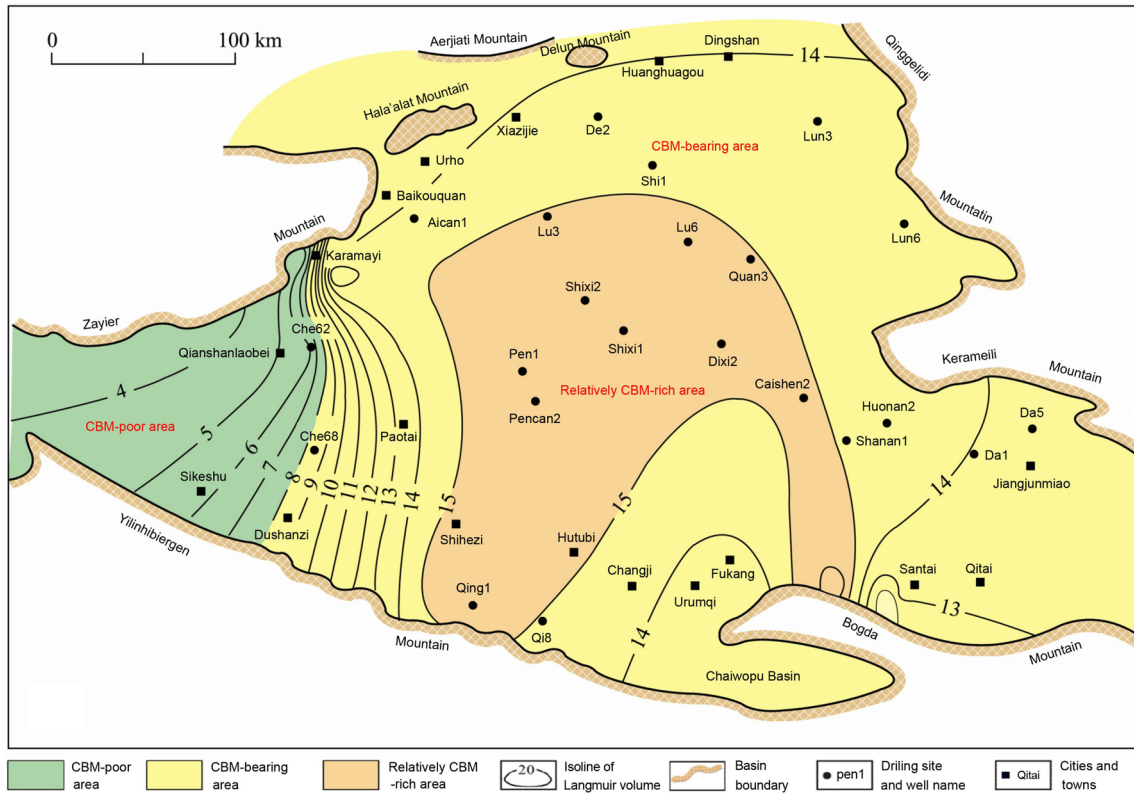 0 100 km
Aerjiati Mountain
Delun Mountain
Dingshan
Qinggelidi
Huanghuagou
14
Hala'alat Mountain
Xiazijie
De2
Lun3
CBM-bearing area
Urho
Shi1
Baikouquan
Mountatin
Aican1
Lu3
Lu6
Lun6
Mountain
Karamayi
Quan3
Shixi2
Zayier
Che62
Shixi1
Qianshanlaobei
Pen1
Dixi2
Kerameili
Mountain
4
Relatively CBM-rich area
Caishen2
Pencan2
Huonan2
Da5
CBM-poor area
5
Paotai
Shanan1
Che68
6
Da1
7
Jiangjunmiao
Sikeshu
8
9
10
11
12
13
14
15
15
14
Dushanzi
Shihezi
Yilinhibiergen
Hutubi
Fukang
Changji
Urumqi
Santai
Qitai
Qing1
13
Qi8
14
Bogda
Mountain
Mountain
Chaiwopu Basin
CBM-poor area
CBM-bearing area
Relatively CBM -rich area
20
Isoline of Langmuir volume
Basin boundary
pen1
Driling site and well name
Qitai
Cities and towns